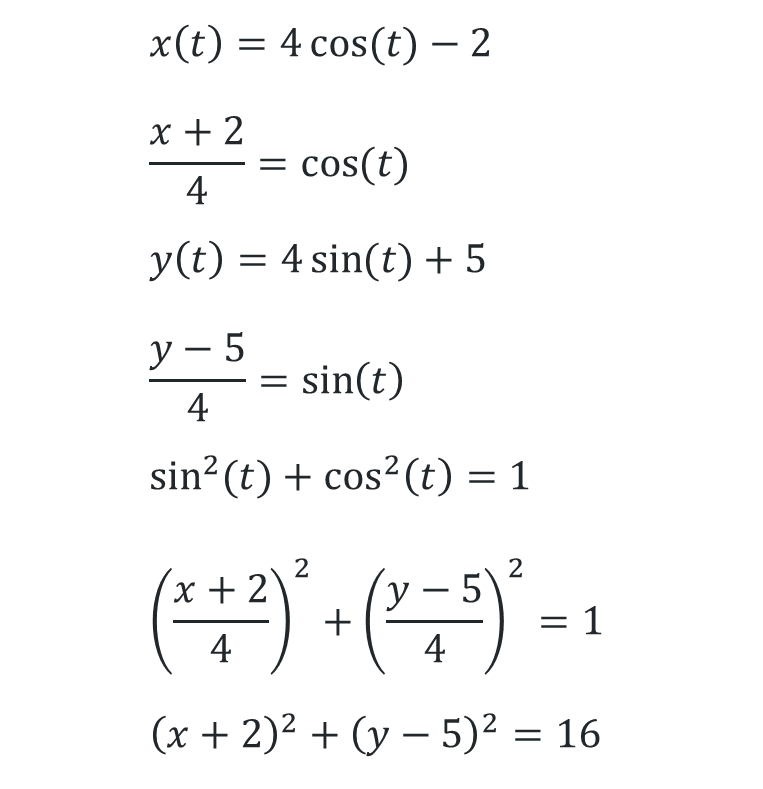 x(t) = 4 cos(t) − 2
(x + 2)/4 = cos(t)
y(t) = 4 sin(t) + 5
(y − 5)/4 = sin(t)
sin²(t) + cos²(t) = 1
((x + 2)/4)² + ((y − 5)/4)² = 1
(x + 2)² + (y − 5)² = 16